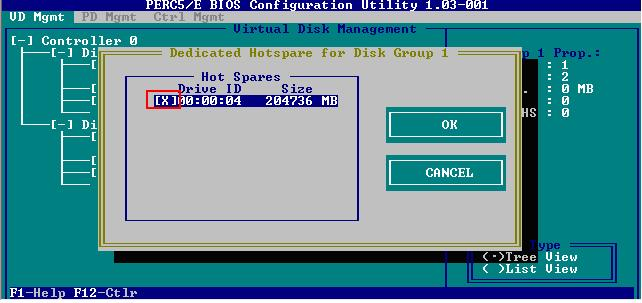 PERC5/E BIOS Configuration Utility 1.03-001
VD Mgmt PD Mgmt Ctrl Mgmt
Virtual Disk Management
[-] Controller 0
[-] Di
Dedicated Hotspare for Disk Group 1
p 1 Prop.:
: 1
: 2
. : 0 MB
: 0
HS : 0
Hot Spares
Drive ID Size
[X]00:00:04 204736 MB
OK
CANCEL
[-] Di
Type
(·)Tree View
( )List View
F1-Help F12-Ctlr